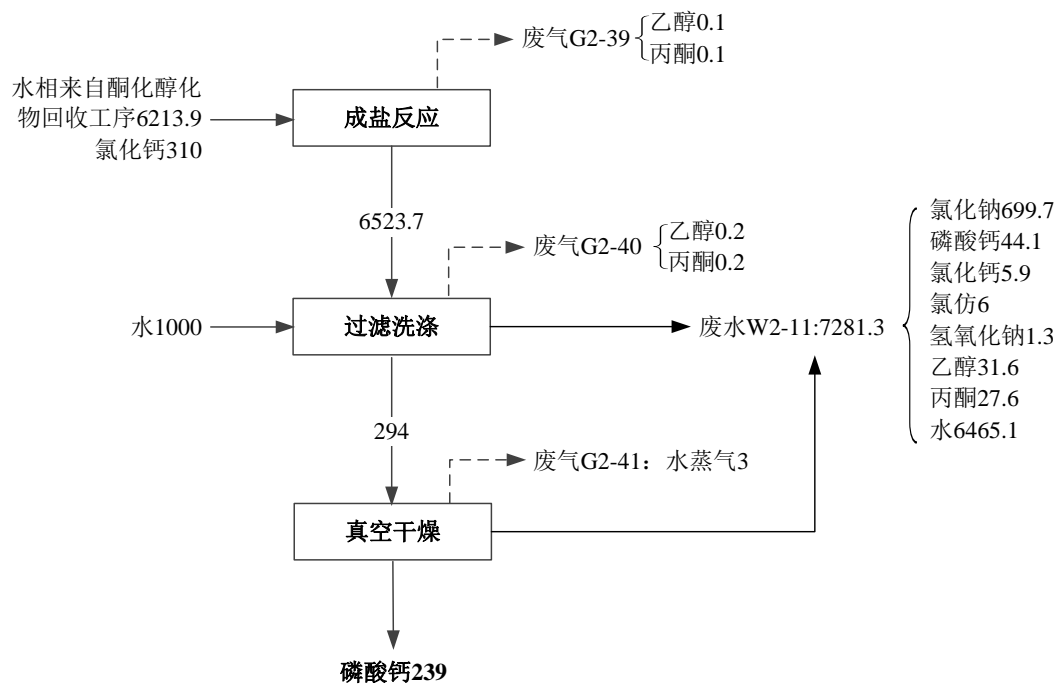 废气G2-39
乙醇0.1
丙酮0.1
水相来自酮化醇化
物回收工序6213.9
氯化钙310
成盐反应
6523.7
废气G2-40
乙醇0.2
丙酮0.2
水1000
过滤洗涤
废水W2-11:7281.3
氯化钠699.7
磷酸钙44.1
氯化钙5.9
氯仿6
氢氧化钠1.3
乙醇31.6
丙酮27.6
水6465.1
294
废气G2-41：水蒸气3
真空干燥
磷酸钙239